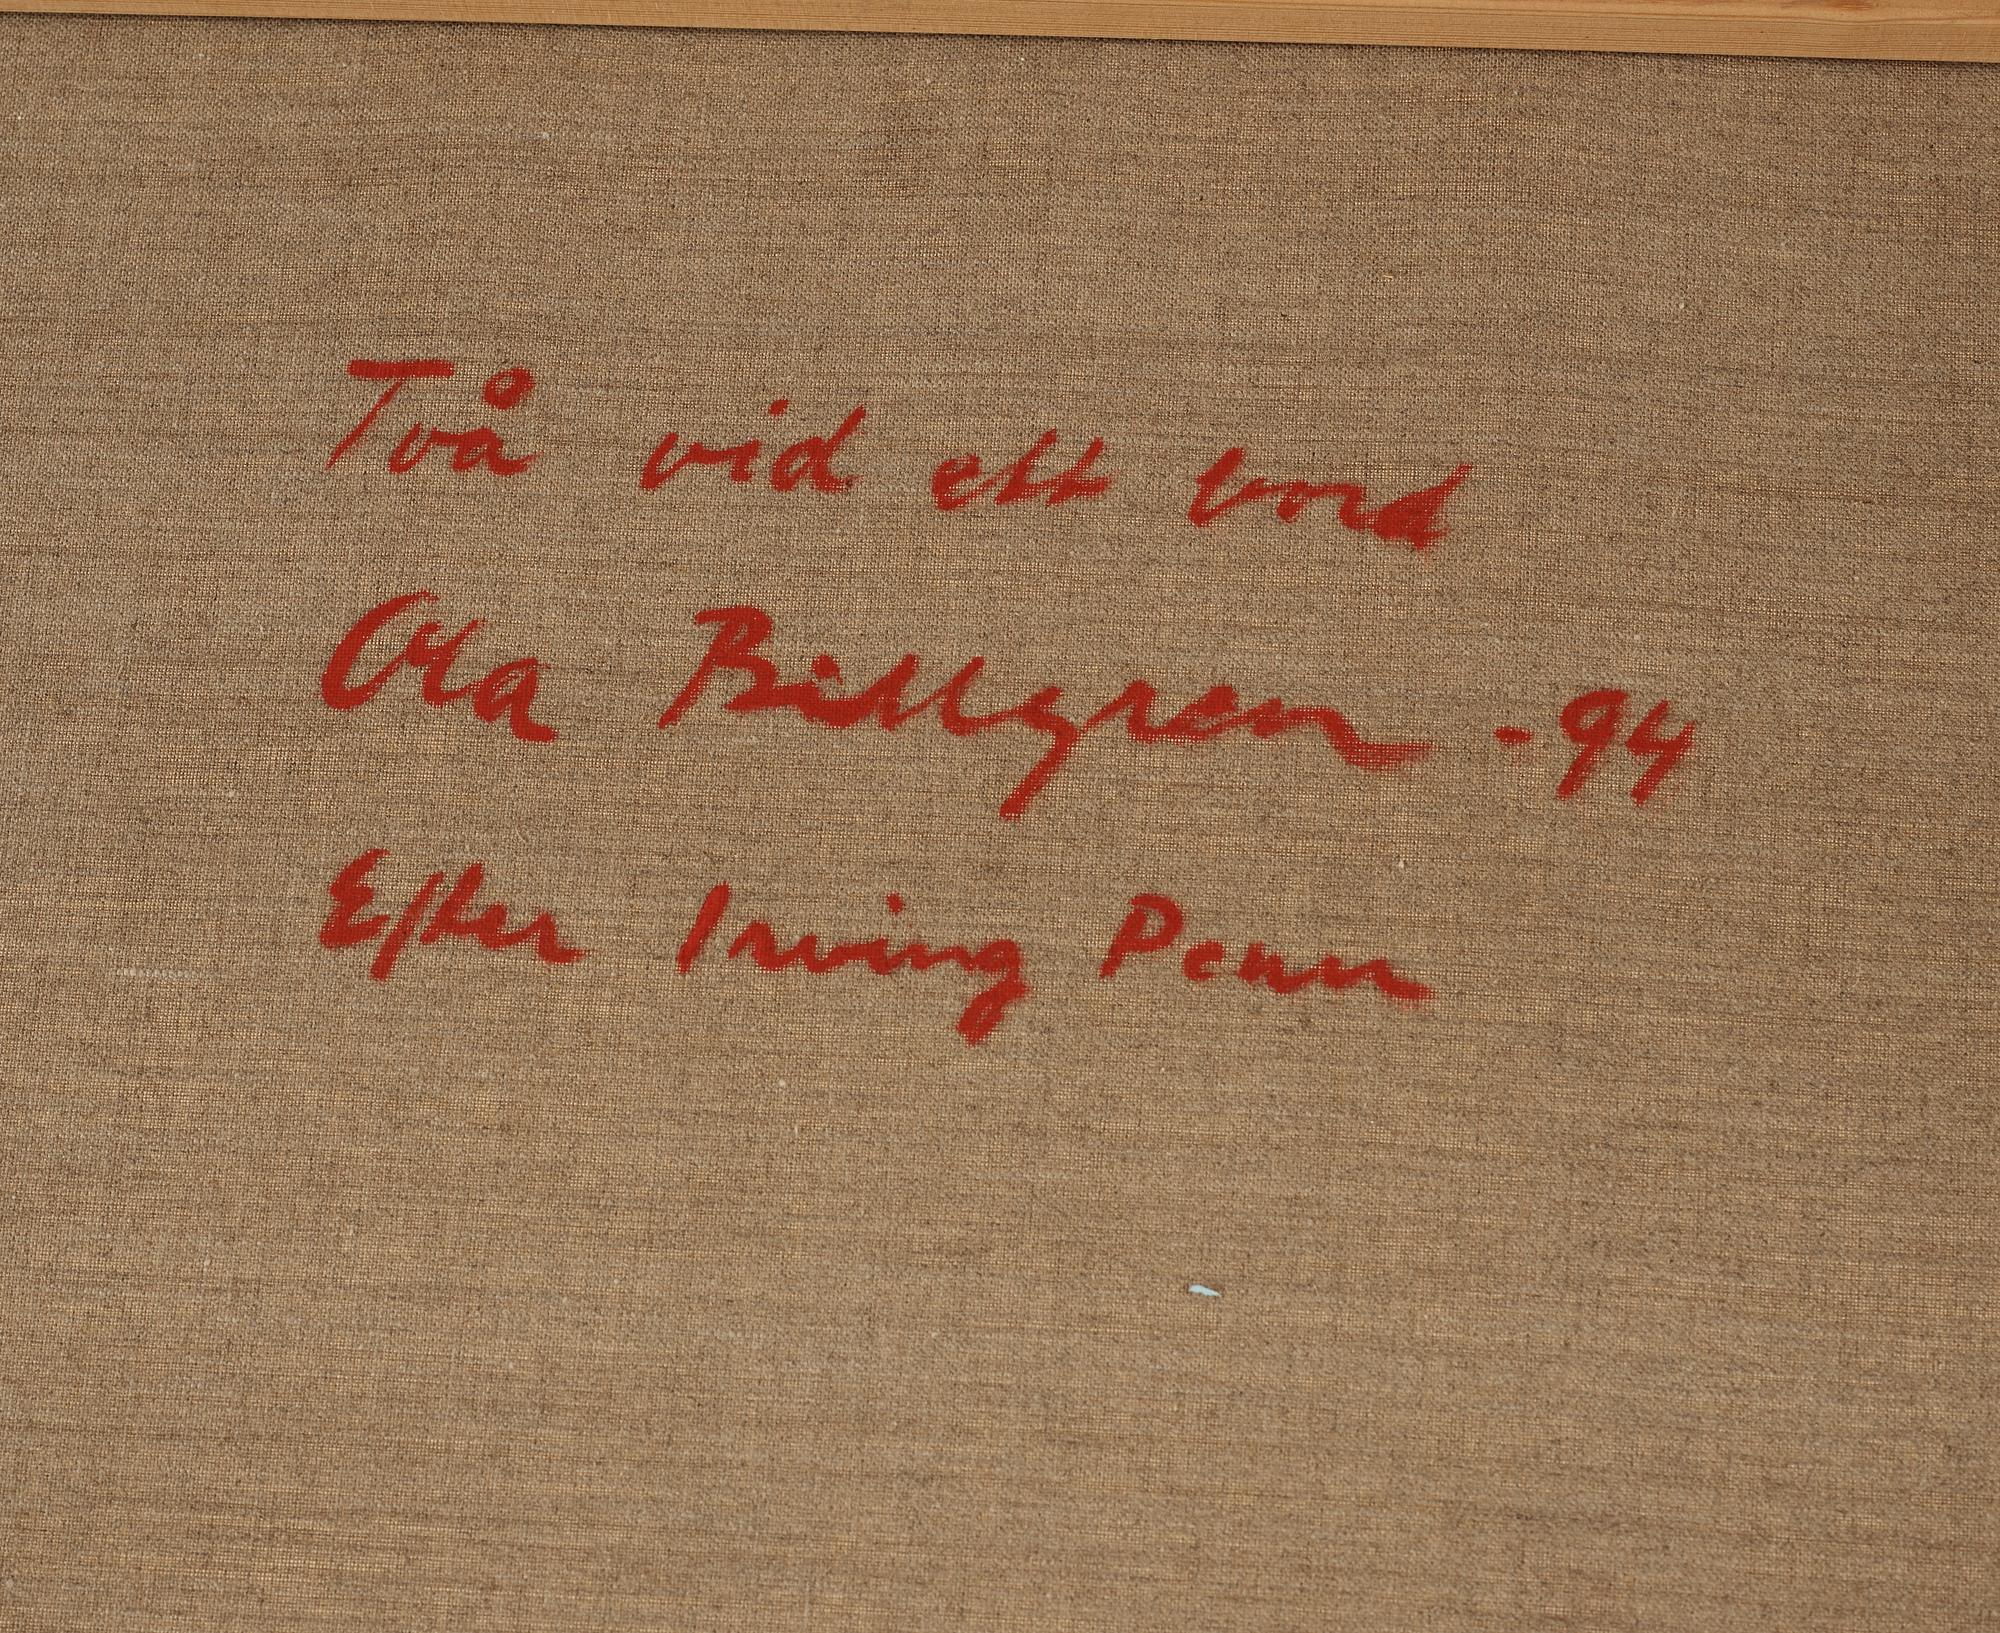 Två vid ett bord
Ola Billgren -94
Efter Irving Penn